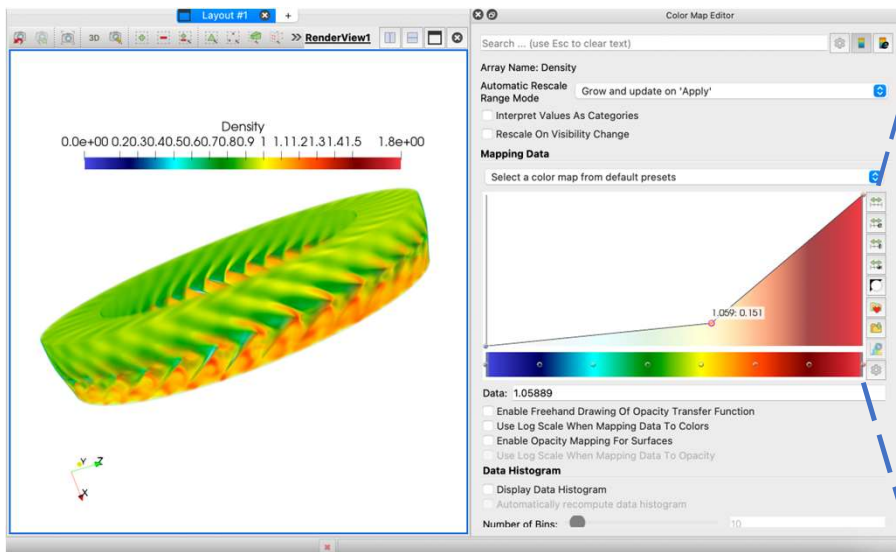 Layout #1
+
3D
RenderView1
Density
0.0e+00 0.20.30.40.50.60.70.80.9 1 1.11.21.31.41.5 1.8e+00
Y Z
X
Color Map Editor
Search ... (use Esc to clear text)
Array Name: Density
Automatic Rescale
Range Mode
Grow and update on 'Apply'
Interpret Values As Categories
Rescale On Visibility Change
Mapping Data
Select a color map from default presets
1.059: 0.151
Data: 1.05889
Enable Freehand Drawing Of Opacity Transfer Function
Use Log Scale When Mapping Data To Colors
Enable Opacity Mapping For Surfaces
Use Log Scale When Mapping Data To Opacity
Data Histogram
Display Data Histogram
Automatically recompute data histogram
Number of Bins: 10